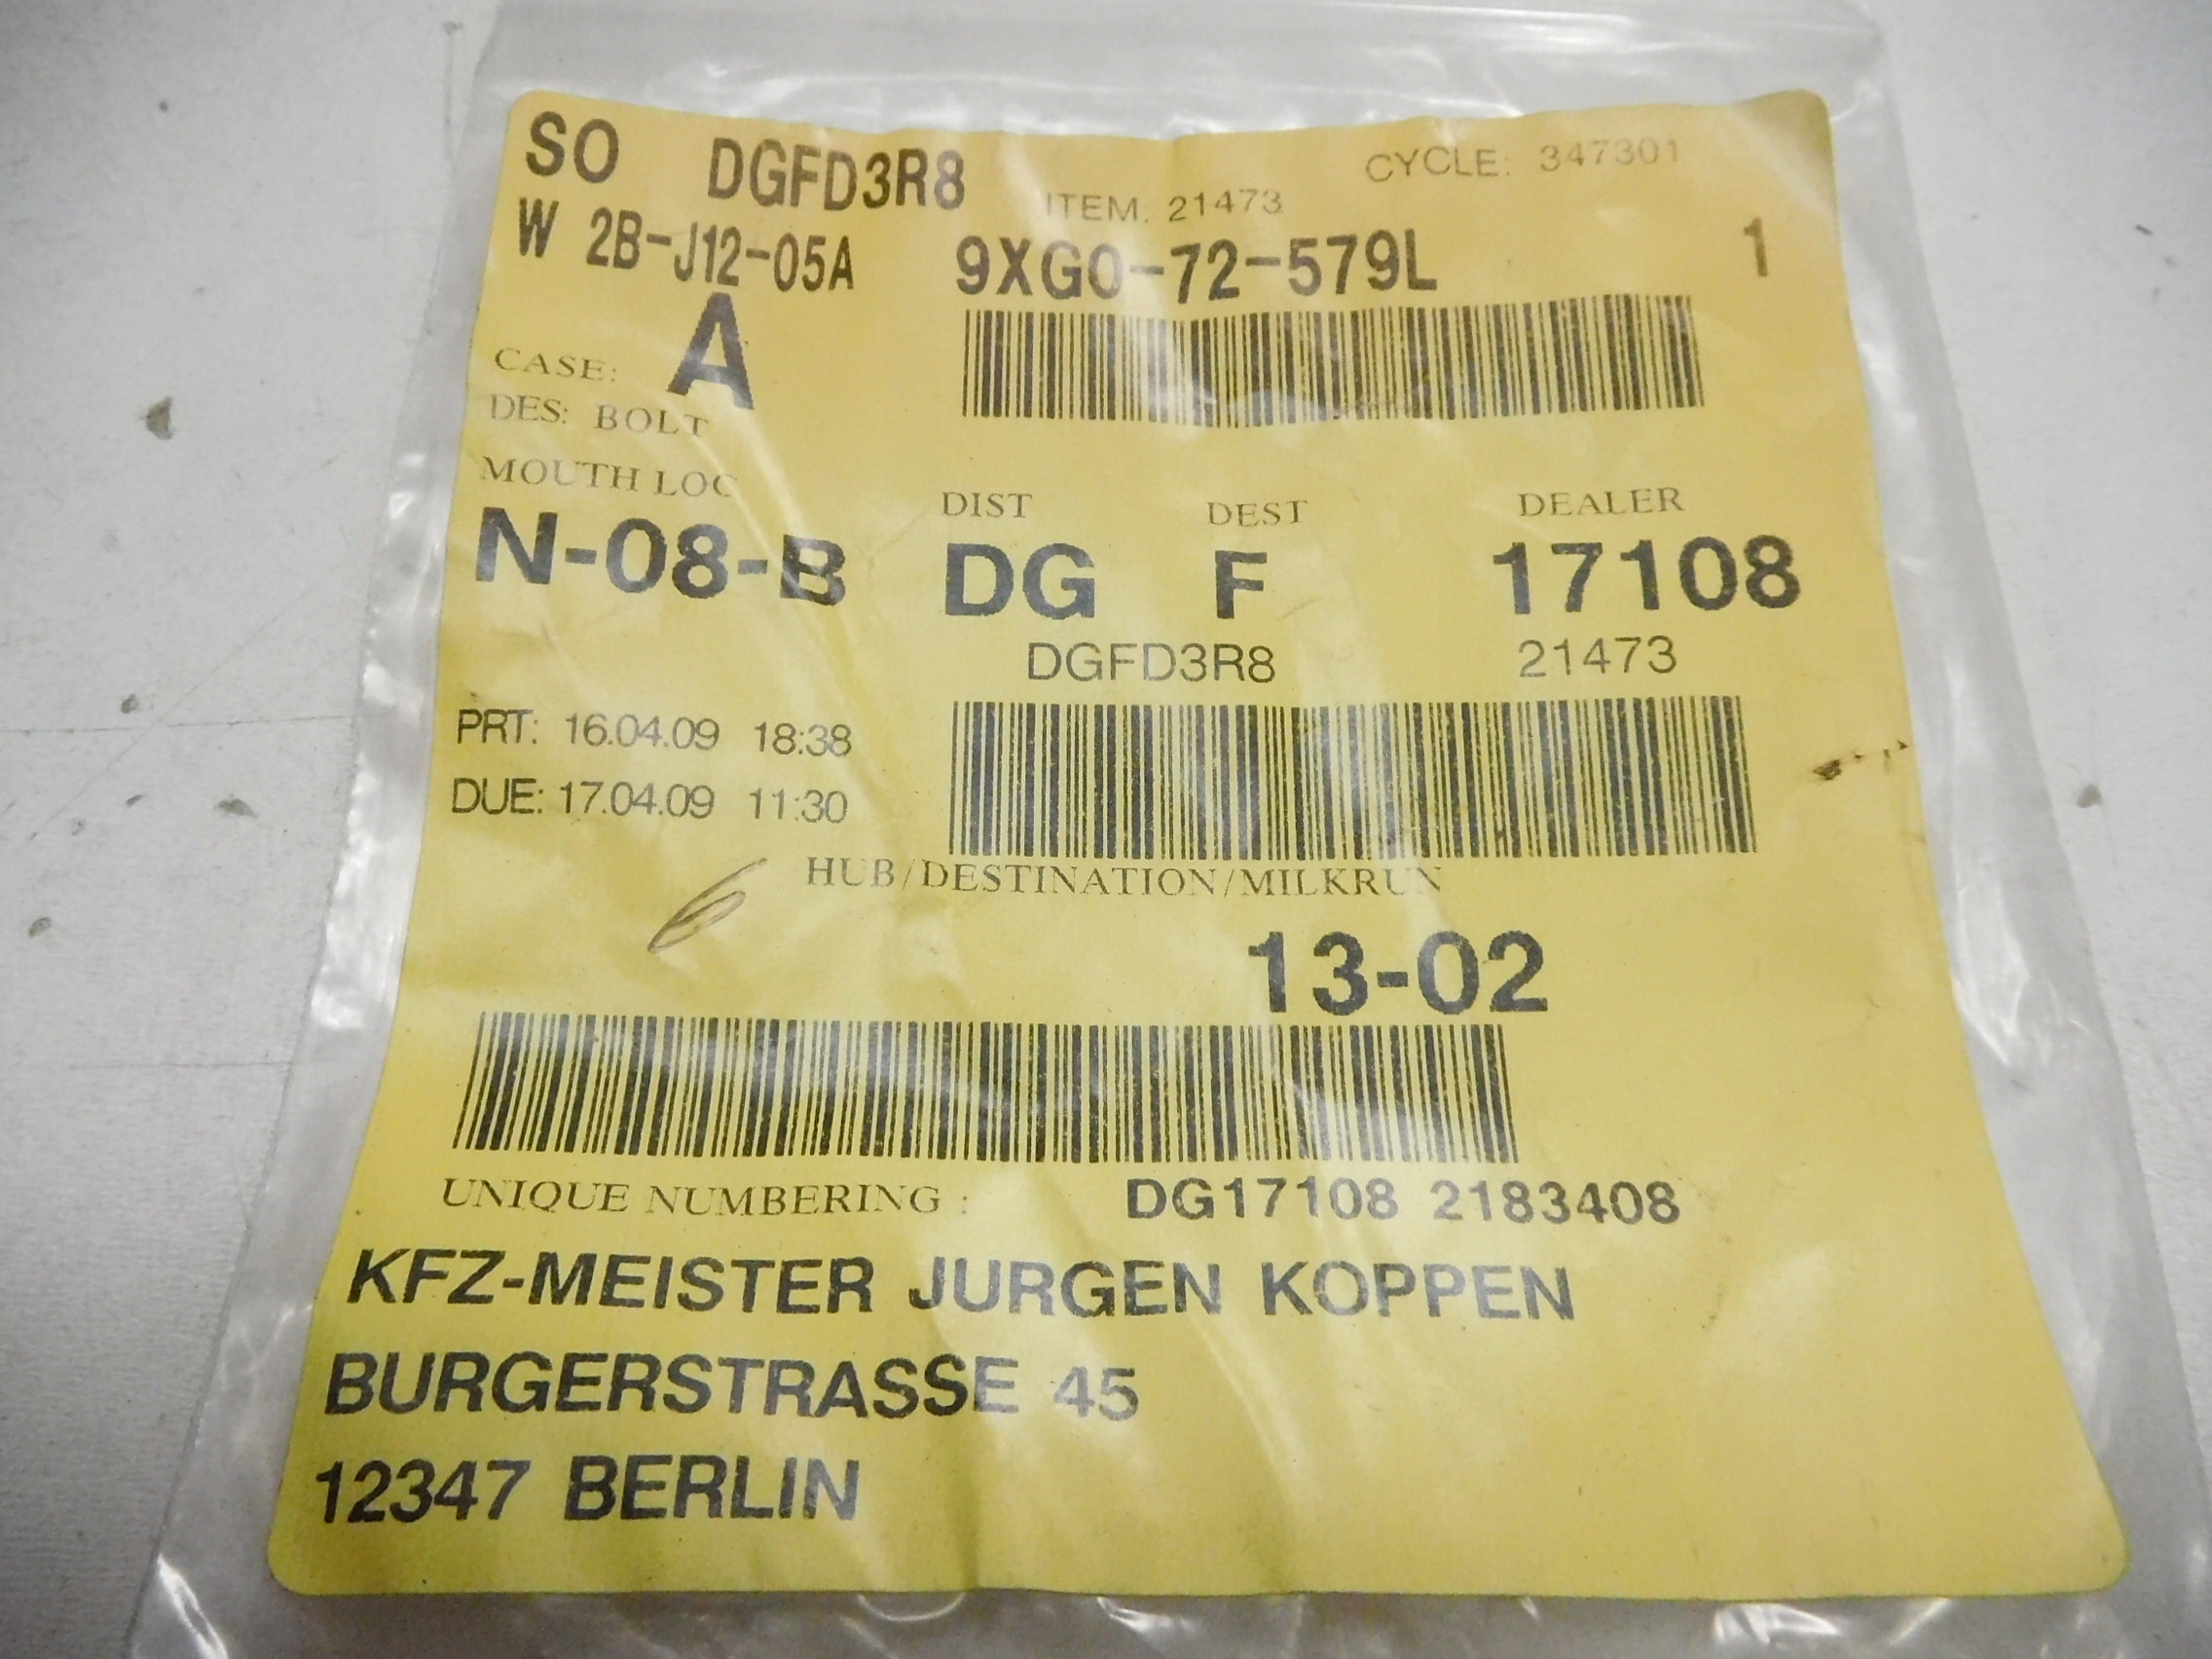 SO DGFD3R8 CYCLE: 347301
ITEM: 21473
W 2B-J12-05A 9XG0-72-579L 1
CASE: A
DES: BOLT
MOUTH LOC DIST DEST DEALER
N-08-B DG F 17108
DGFD3R8 21473
PRT: 16.04.09 18:38
DUE: 17.04.09 11:30
HUB/DESTINATION/MILKRUN
6
13-02
UNIQUE NUMBERING : DG17108 2183408
KFZ-MEISTER JURGEN KOPPEN
BURGERSTRASSE 45
12347 BERLIN